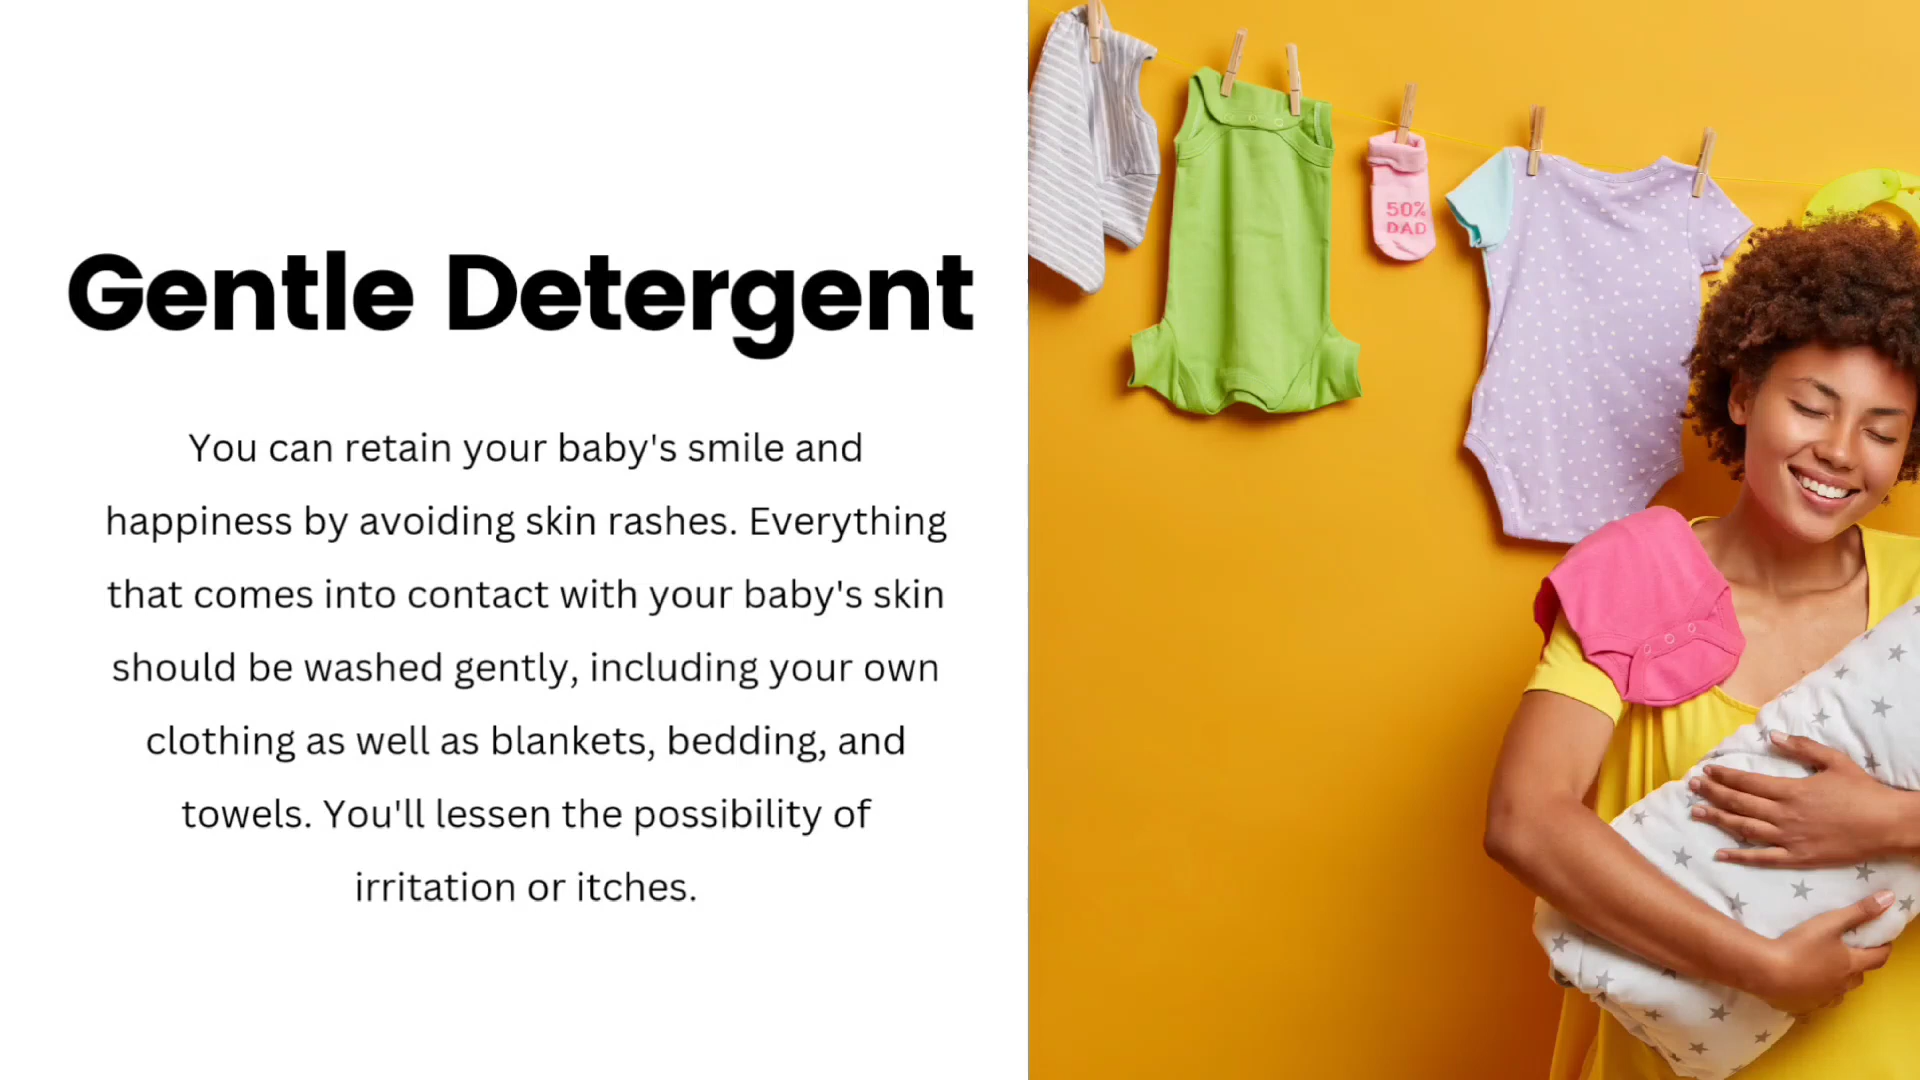 Gentle Detergent
You can retain your baby's smile and
happiness by avoiding skin rashes. Everything
that comes into contact with your baby's skin
should be washed gently, including your own
clothing as well as blankets, bedding, and
towels. You'll lessen the possibility of
irritation or itches.
50%
DAD